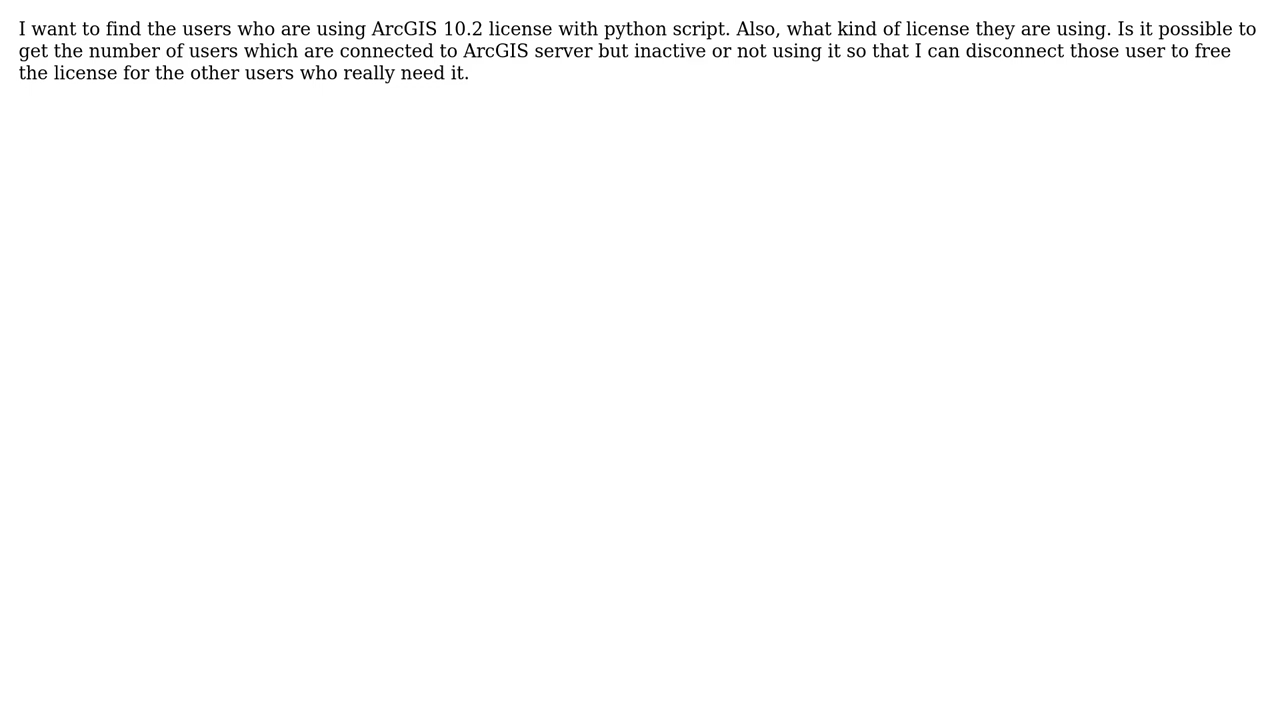 I want to find the users who are using ArcGIS 10.2 license with python script. Also, what kind of license they are using. Is it possible to
get the number of users which are connected to ArcGIS server but inactive or not using it so that I can disconnect those user to free
the license for the other users who really need it.